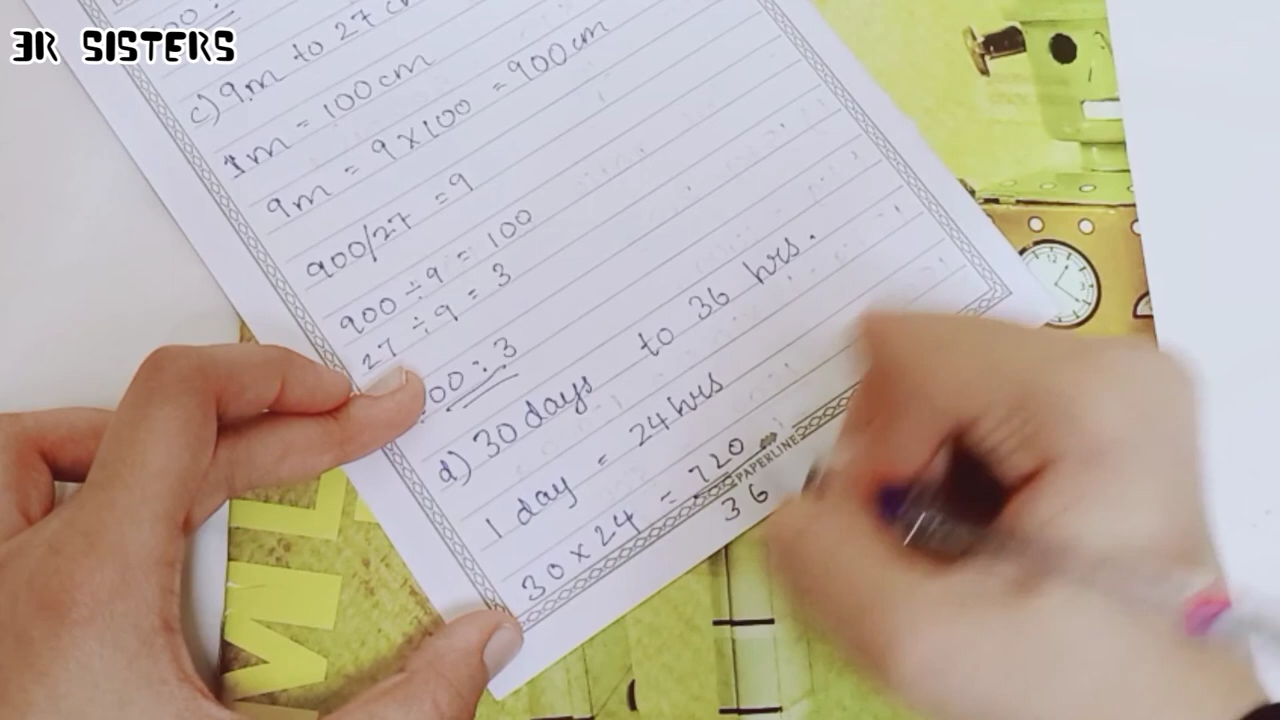 3R SISTERS
c) 9m to 27 cm
1m = 100 cm
9m = 9 x 100 = 900 cm
900/27 = 9
900 ÷ 9 = 100
27 ÷ 9 = 3
100 : 3
d) 30 days to 36 hrs.
1 day = 24 hrs
30 x 24 = 720
36
PAPERLINE